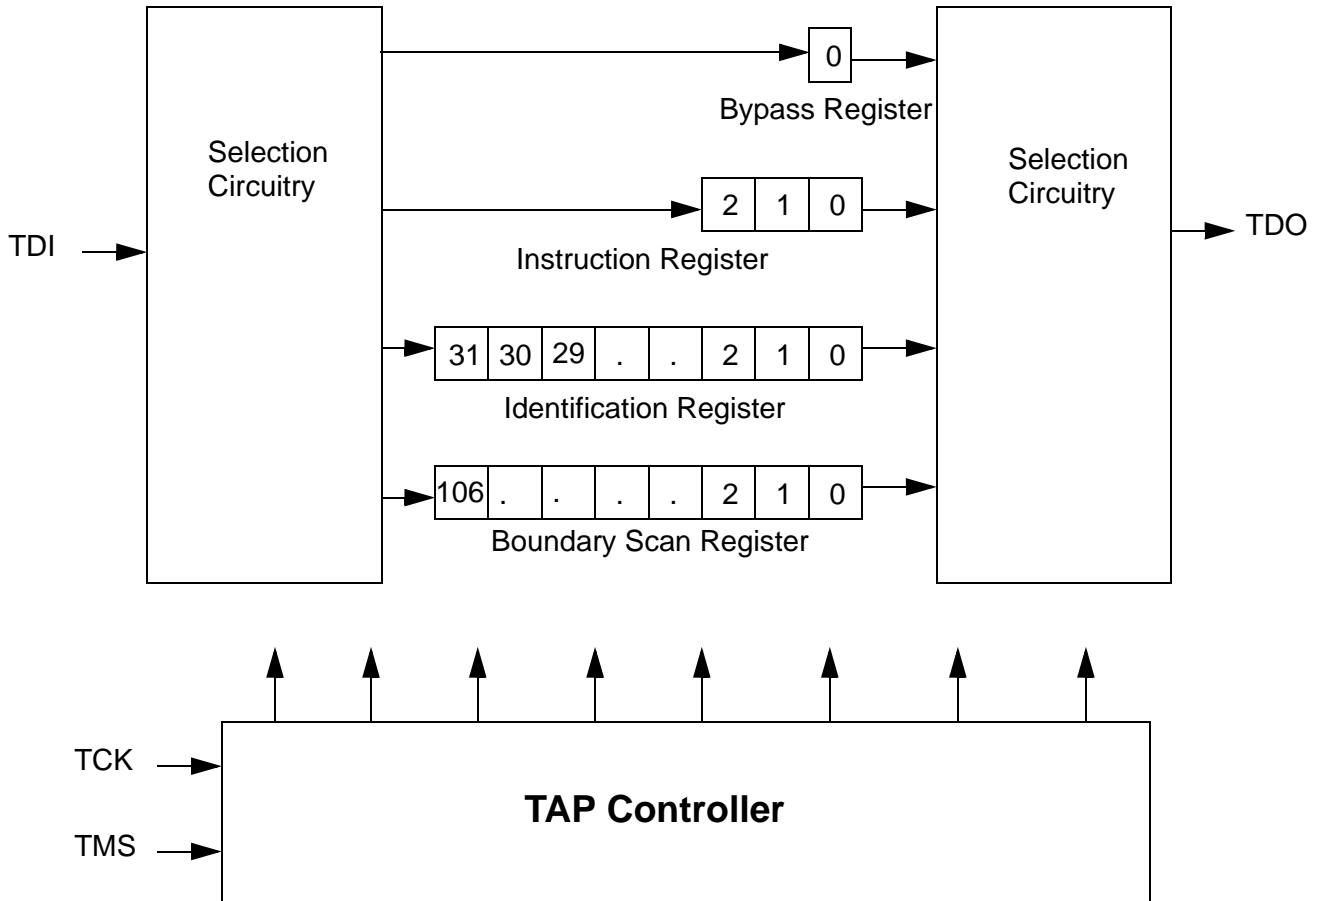 0
Bypass Register
Selection
Circuitry
Selection
Circuitry
2 1 0
Instruction Register
TDI
TDO
31 30 29 . . 2 1 0
Identification Register
106 . . . . 2 1 0
Boundary Scan Register
TCK
TAP Controller
TMS